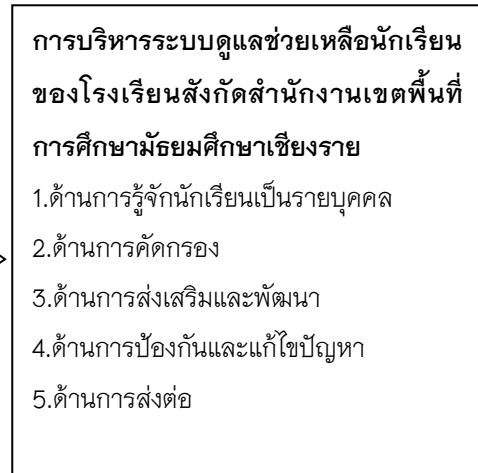 การบริหารระบบดูแลช่วยเหลือนักเรียน
ของโรงเรียนสังกัดสำนักงานเขตพื้นที่
การศึกษามัธยมศึกษาเชียงราย
1.ด้านการรู้จักนักเรียนเป็นรายบุคคล
2.ด้านการคัดกรอง
3.ด้านการส่งเสริมและพัฒนา
4.ด้านการป้องกันและแก้ไขปัญหา
5.ด้านการส่งต่อ